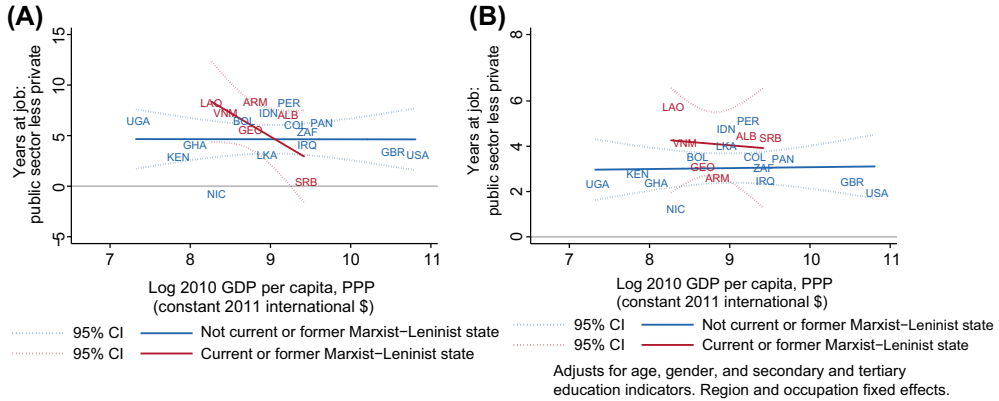 (A)
Years at job:
public sector less private
15
10
5
0
−5
UGA
GHA
KEN
NIC
LAO
VNM
BOL
GEO
ARM
IDN
PER
ALB
COL
PAN
ZAF
IRQ
LKA
SRB
GBR
USA
7
8
9
10
11
Log 2010 GDP per capita, PPP
(constant 2011 international $)
95% CI
Not current or former Marxist−Leninist state
95% CI
Current or former Marxist−Leninist state
(B)
Years at job:
public sector less private
8
6
4
2
0
LAO
PER
IDN
ALB
SRB
VNM
LKA
BOL
COL
PAN
GEO
ZAF
KEN
ARM
UGA
GHA
IRQ
GBR
USA
NIC
7
8
9
10
11
Log 2010 GDP per capita, PPP
(constant 2011 international $)
95% CI
Not current or former Marxist−Leninist state
95% CI
Current or former Marxist−Leninist state
Adjusts for age, gender, and secondary and tertiary
education indicators. Region and occupation fixed effects.